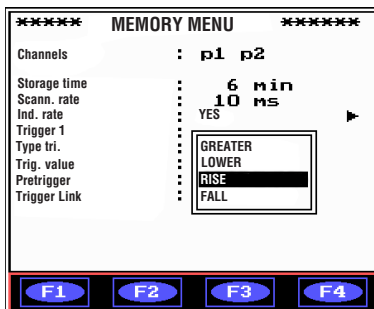 ***** MEMORY MENU ******
Channels : p1 p2
Storage time : 6 min
Scann. rate : 10 ms
Ind. rate : YES
Trigger 1 :
Type tri. : GREATER
Trig. value : LOWER
Pretrigger : RISE
Trigger Link : FALL
F1 F2 F3 F4